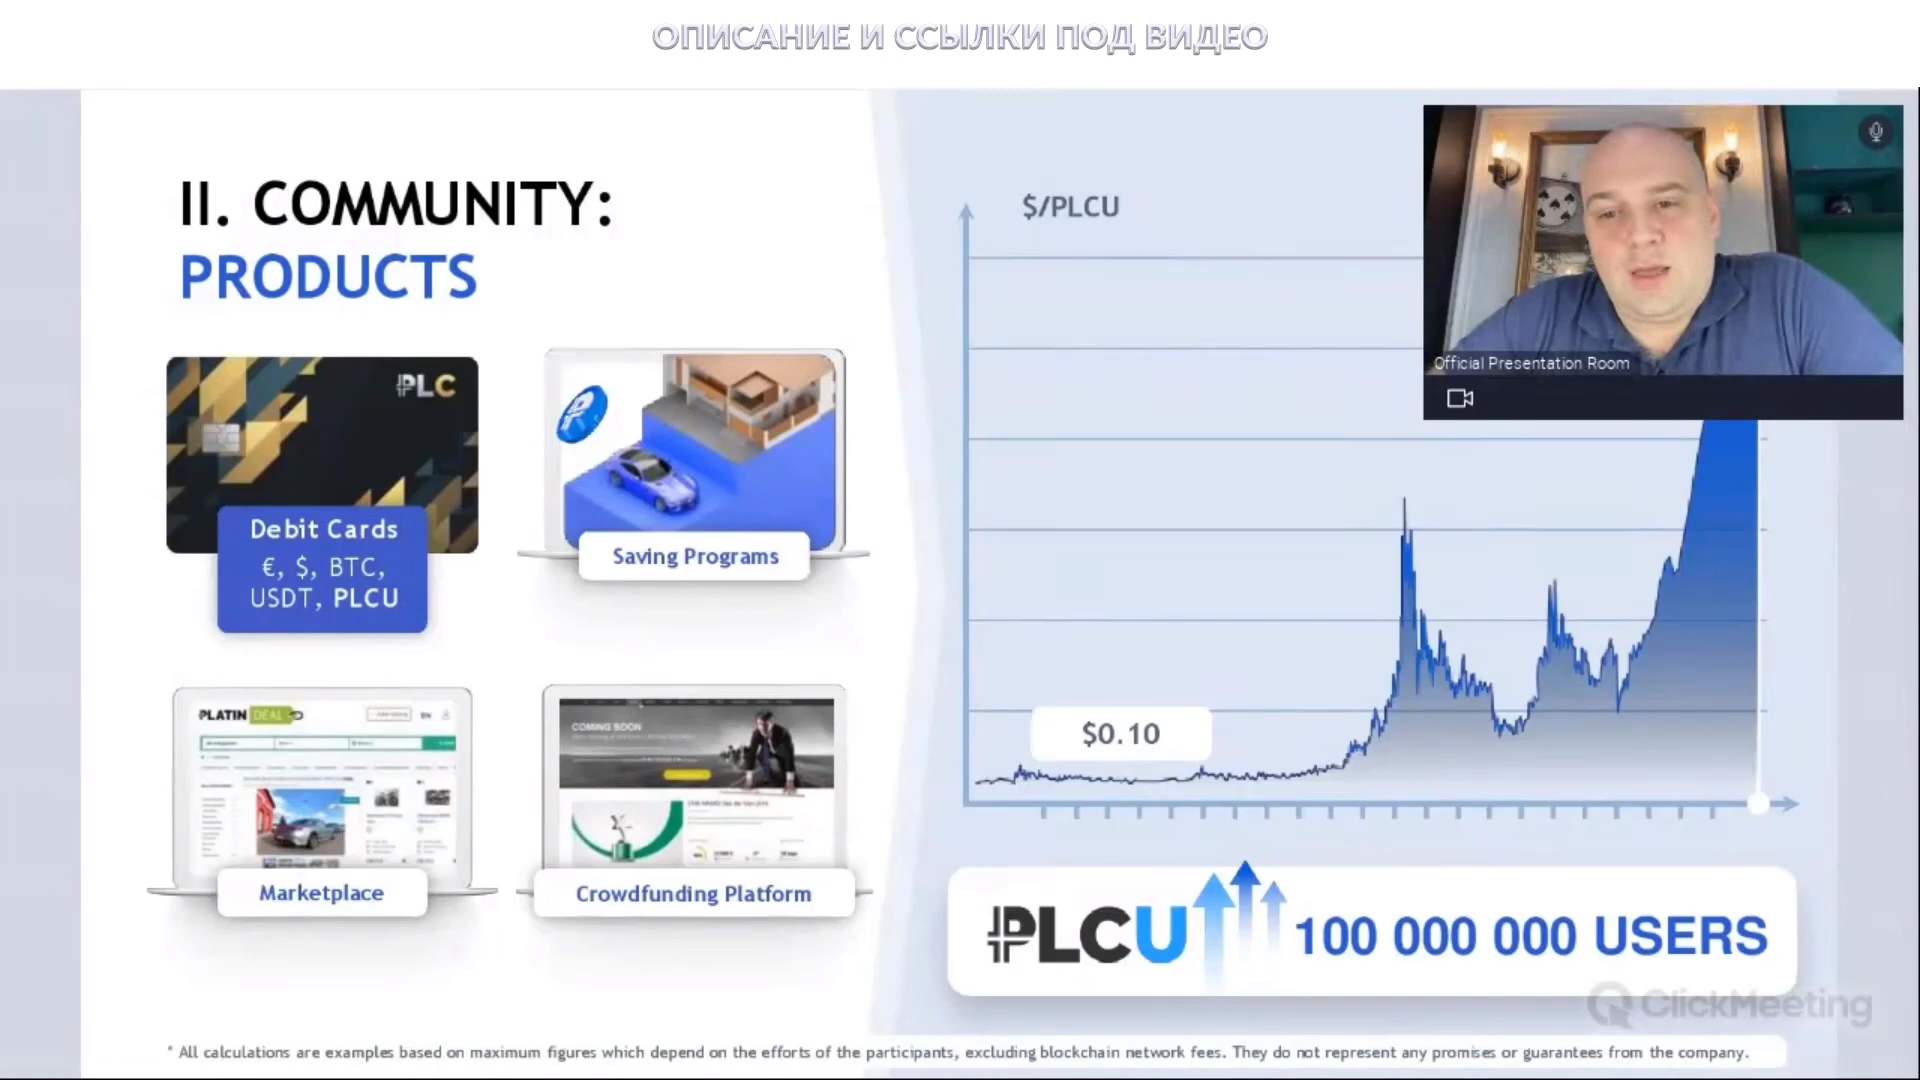 ОПИСАНИЕ И ССЫЛКИ ПОД ВИДЕО
II. COMMUNITY:
PRODUCTS
PLC
Debit Cards
€, $, BTC,
USDT, PLCU
Saving Programs
PLATIN DEAL
EN
Marketplace
COMING SOON
Crowdfunding Platform
$/PLCU
Official Presentation Room
$0.10
PLCU
100 000 000 USERS
ClickMeeting
* All calculations are examples based on maximum figures which depend on the efforts of the participants, excluding blockchain network fees. They do not represent any promises or guarantees from the company.